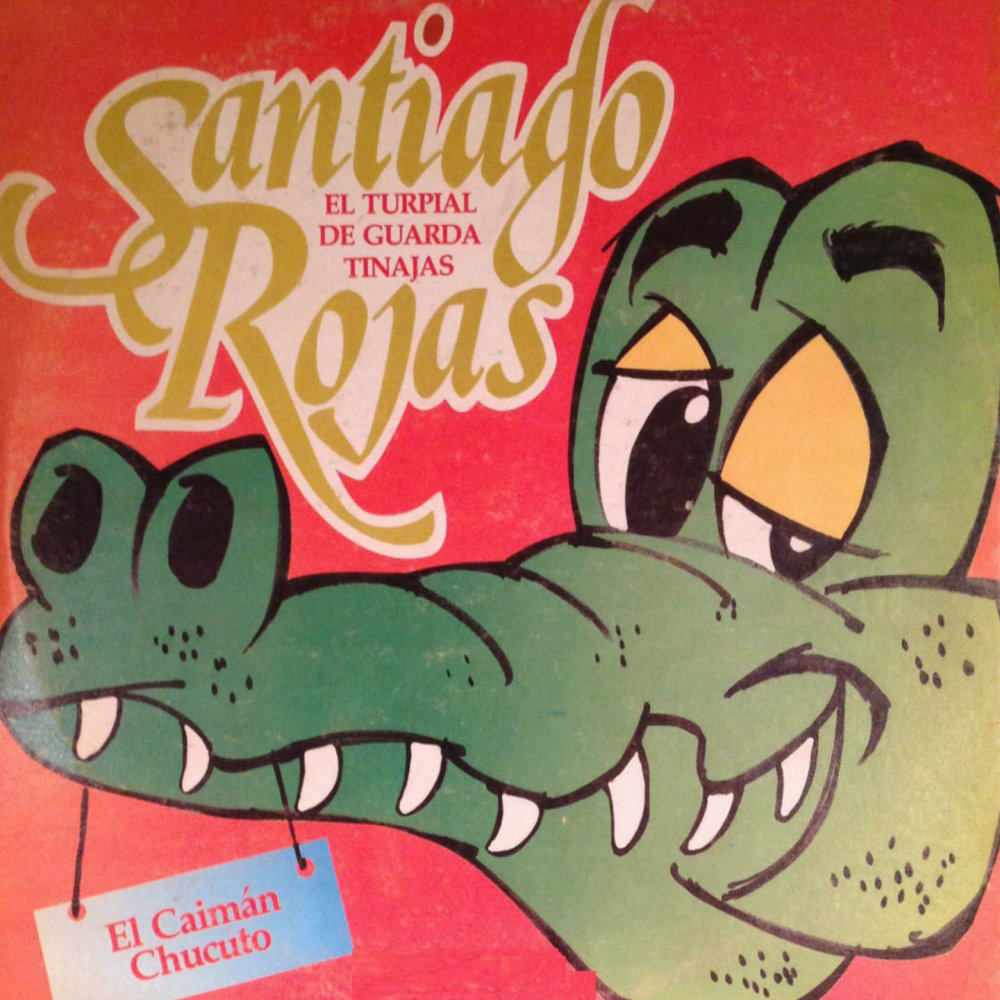 Santiago
EL TURPIAL
DE GUARDA
TINAJAS
Rojas
El Caimán
Chucuto